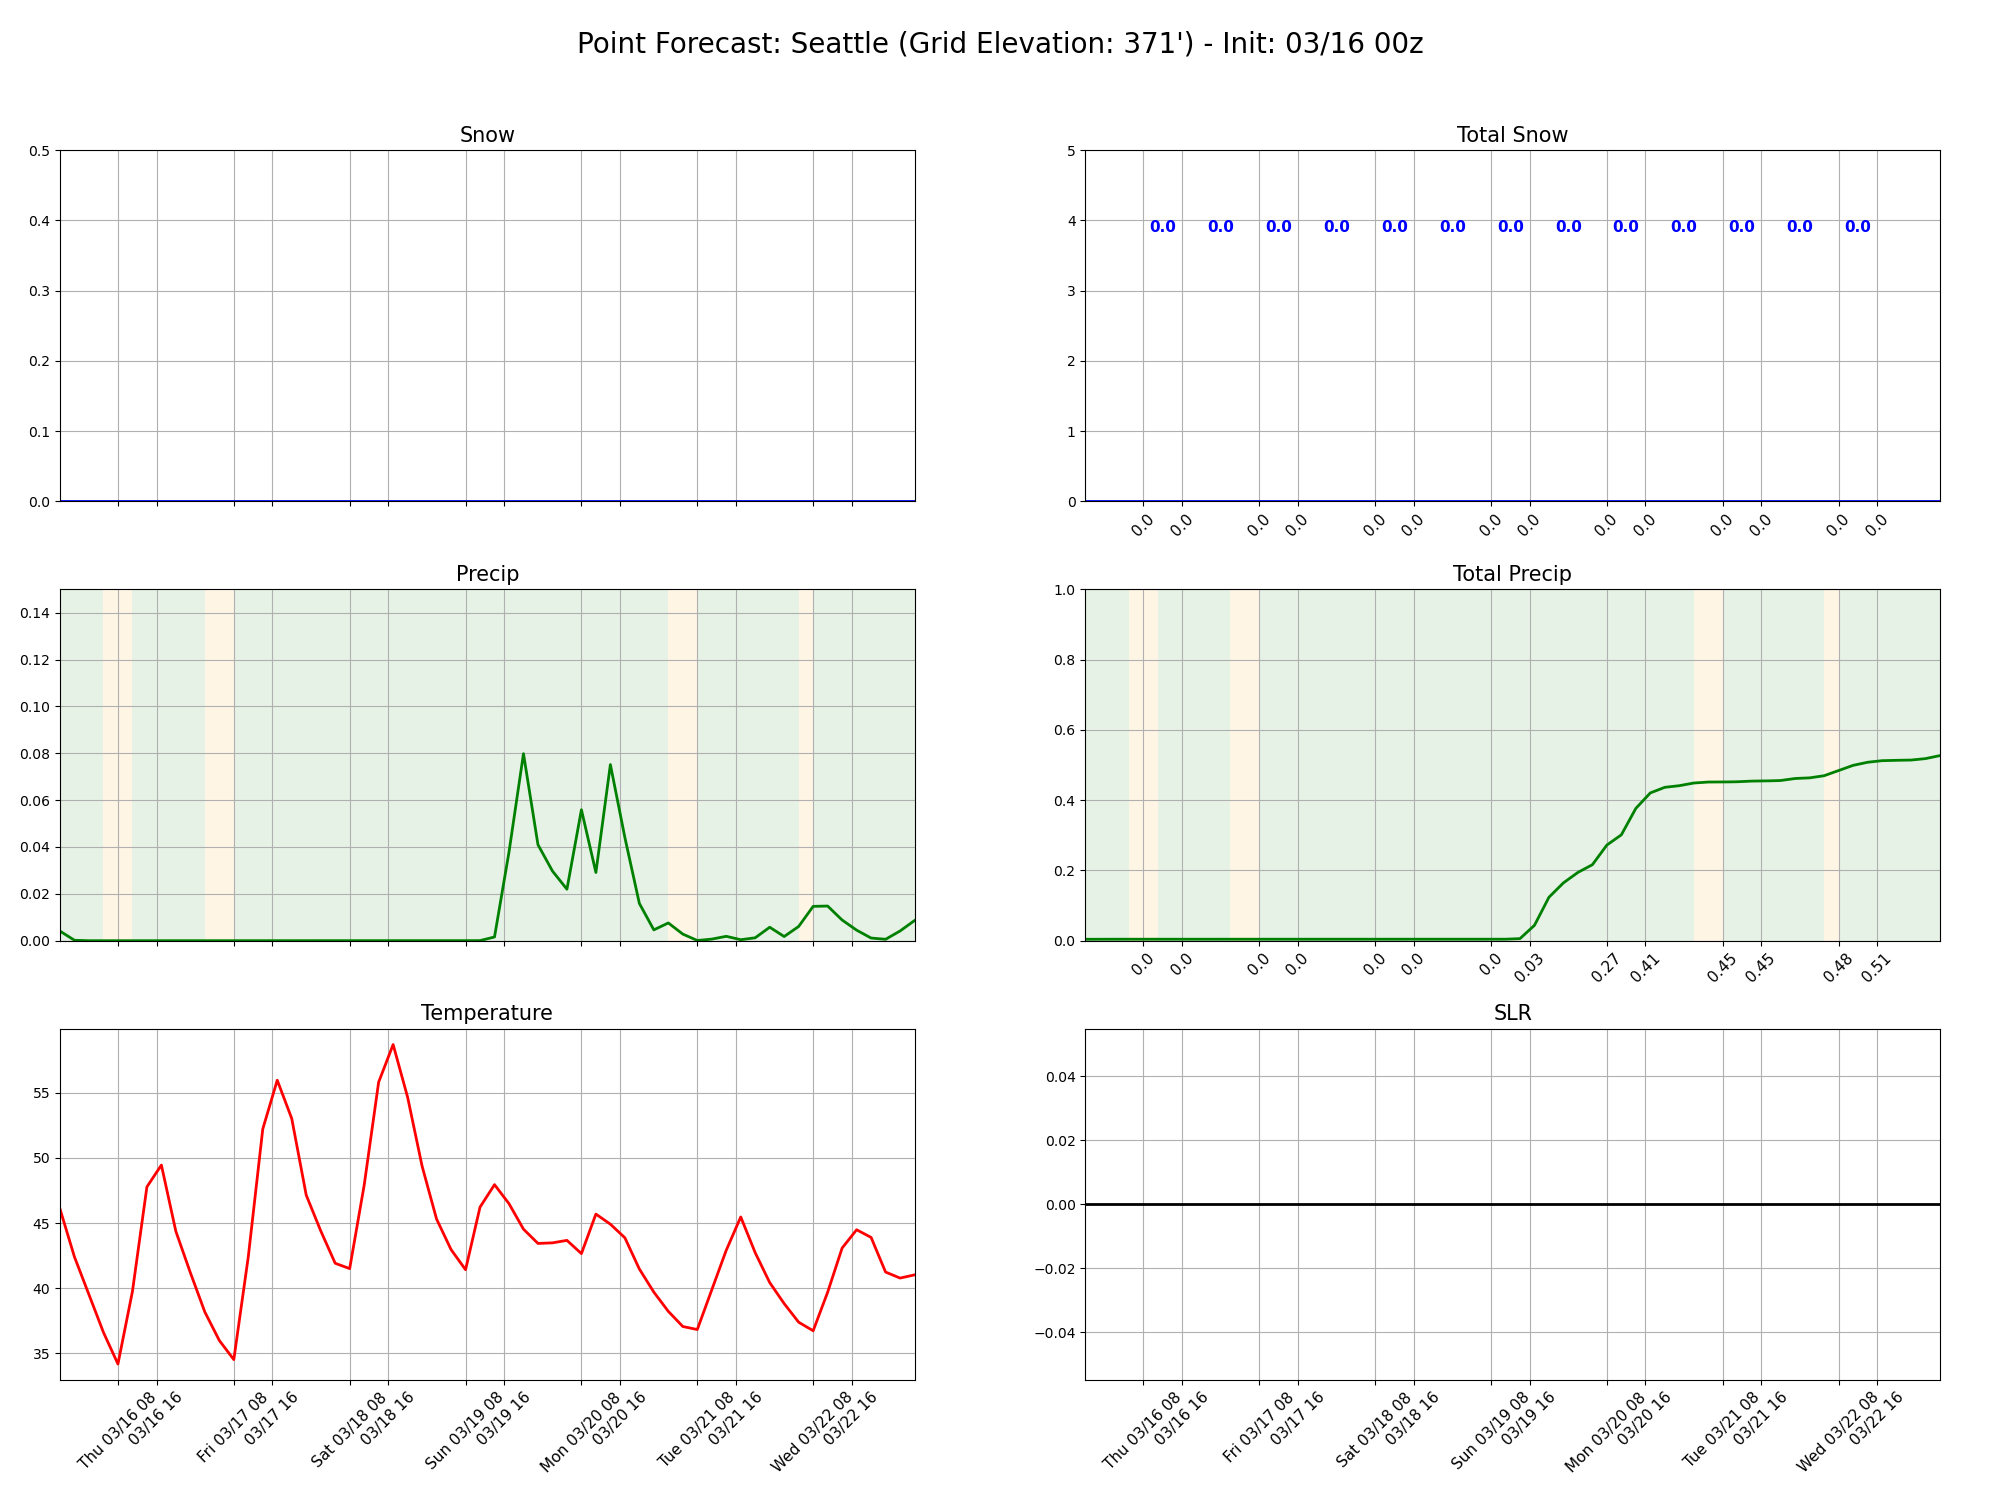 Point Forecast: Seattle (Grid Elevation: 371') - Init: 03/16 00z
Snow
0.5
0.4
0.3
0.2
0.1
0.0
Total Snow
5
4
3
2
1
0
0.0 0.0 0.0 0.0 0.0 0.0 0.0 0.0 0.0 0.0 0.0 0.0 0.0
0.0 0.0 0.0 0.0 0.0 0.0 0.0 0.0 0.0 0.0 0.0 0.0 0.0 0.0
Precip
0.14
0.12
0.10
0.08
0.06
0.04
0.02
0.00
Total Precip
1.0
0.8
0.6
0.4
0.2
0.0
0.0 0.0 0.0 0.0 0.0 0.0 0.0 0.03 0.27 0.41 0.45 0.45 0.48 0.51
Temperature
55
50
45
40
35
Thu 03/16 08
03/16 16
Fri 03/17 08
03/17 16
Sat 03/18 08
03/18 16
Sun 03/19 08
03/19 16
Mon 03/20 08
03/20 16
Tue 03/21 08
03/21 16
Wed 03/22 08
03/22 16
SLR
0.04
0.02
0.00
−0.02
−0.04
Thu 03/16 08
03/16 16
Fri 03/17 08
03/17 16
Sat 03/18 08
03/18 16
Sun 03/19 08
03/19 16
Mon 03/20 08
03/20 16
Tue 03/21 08
03/21 16
Wed 03/22 08
03/22 16